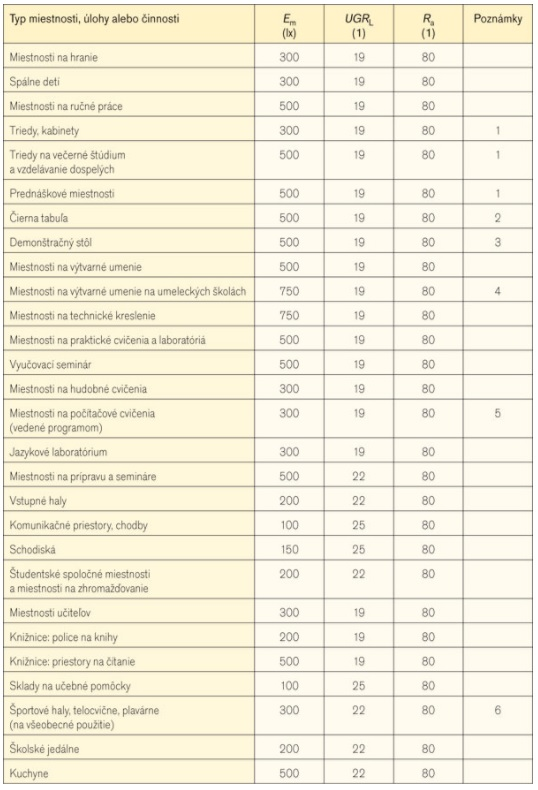 Typ miestnosti, úlohy alebo činnosti Em UGRL Ra Poznámky
(lx) (1) (1)
Miestnosti na hranie 300 19 80
Spálne detí 300 19 80
Miestnosti na ručné práce 500 19 80
Triedy, kabinety 300 19 80 1
Triedy na večerné štúdium 500 19 80 1
a vzdelávanie dospelých
Prednáškové miestnosti 500 19 80 1
Čierna tabuľa 500 19 80 2
Demonštračný stôl 500 19 80 3
Miestnosti na výtvarné umenie 500 19 80
Miestnosti na výtvarné umenie na umeleckých školách 750 19 80 4
Miestnosti na technické kreslenie 750 19 80
Miestnosti na praktické cvičenia a laboratóriá 500 19 80
Vyučovací seminár 500 19 80
Miestnosti na hudobné cvičenia 300 19 80
Miestnosti na počítačové cvičenia 300 19 80 5
(vedené programom)
Jazykové laboratórium 300 19 80
Miestnosti na prípravu a semináre 500 22 80
Vstupné haly 200 22 80
Komunikačné priestory, chodby 100 25 80
Schodiská 150 25 80
Študentské spoločné miestnosti 200 22 80
a miestnosti na zhromažďovanie
Miestnosti učiteľov 300 19 80
Knižnice: police na knihy 200 19 80
Knižnice: priestory na čítanie 500 19 80
Sklady na učebné pomôcky 100 25 80
Športové haly, telocvične, plavárne 300 22 80 6
(na všeobecné použitie)
Školské jedálne 200 22 80
Kuchyne 500 22 80